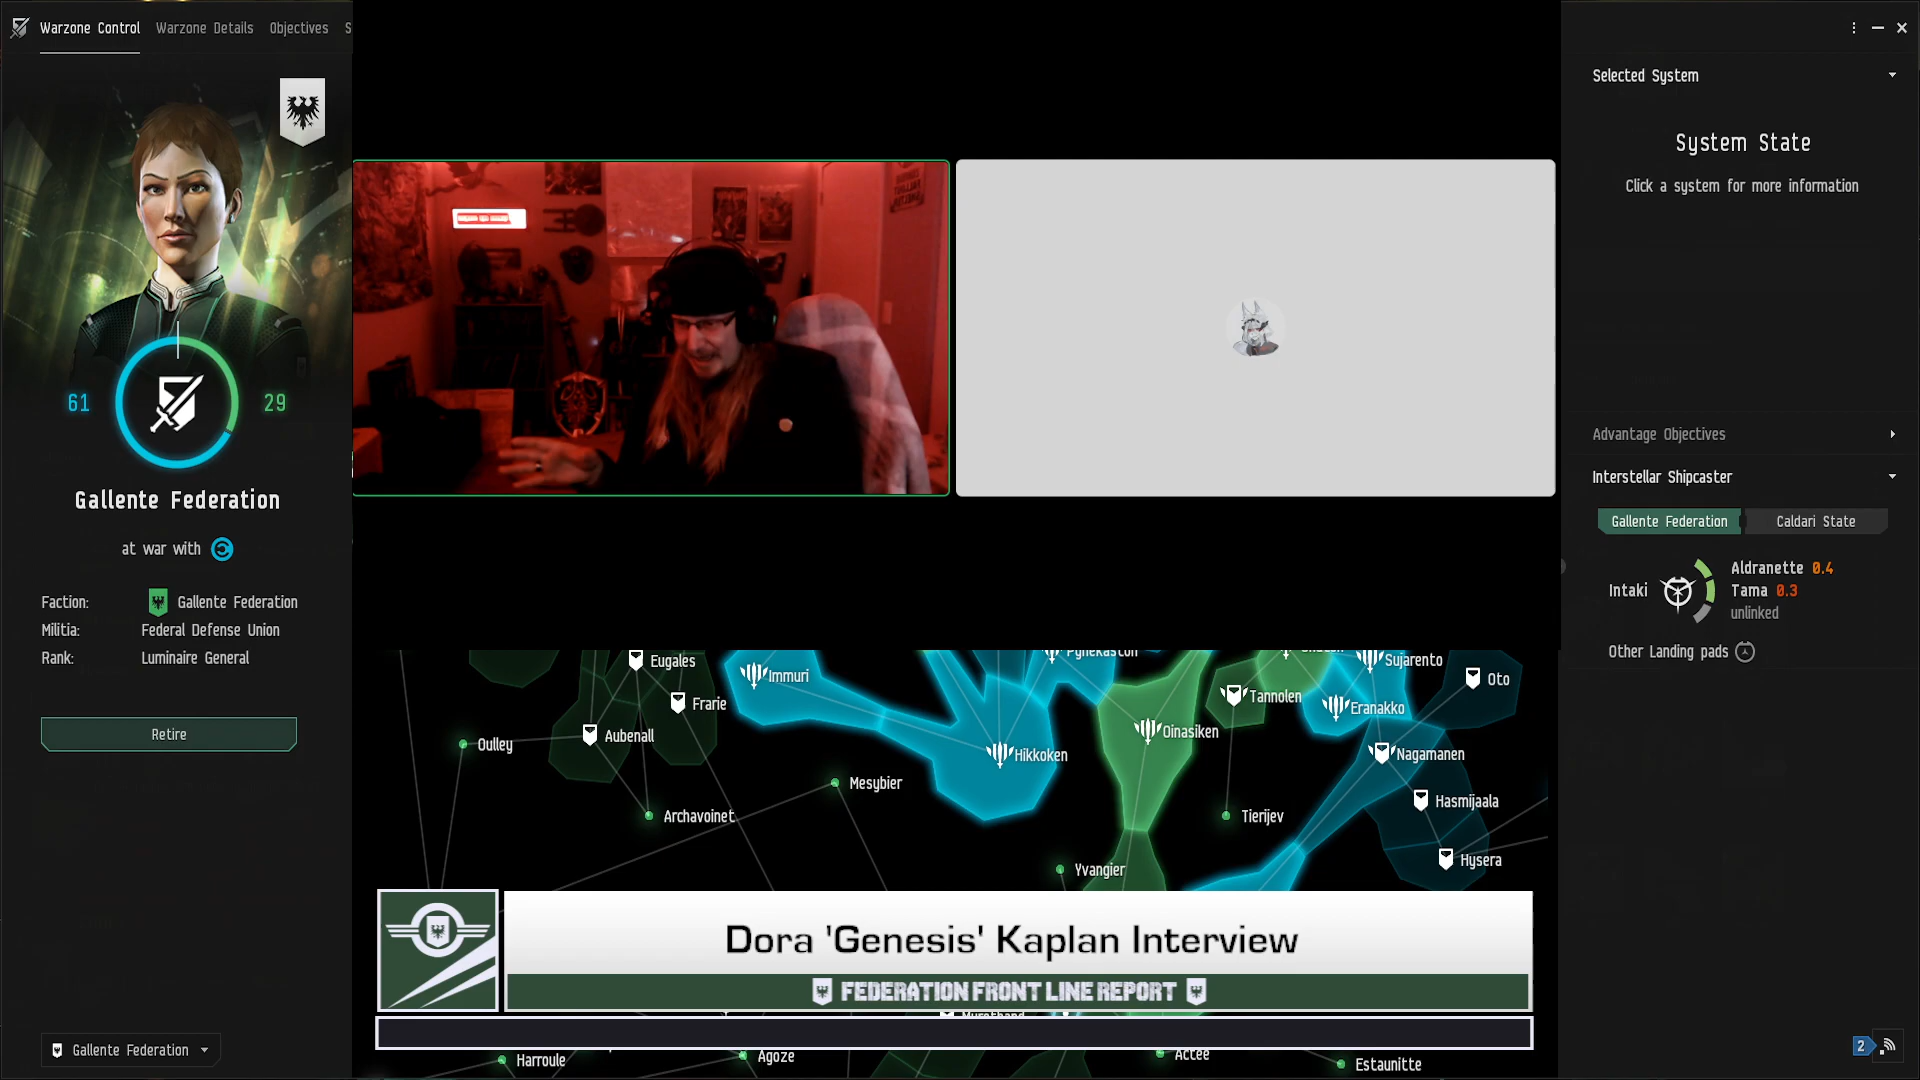 Warzone Control
Warzone Details
Objectives
S
61
29
Gallente Federation
at war with
Faction:
Gallente Federation
Militia:
Federal Defense Union
Rank:
Luminaire General
Retire
Gallente Federation
Eugales
Frarie
Aubenall
Oulley
Archavoinet
Immuri
Mesybier
Hikkoken
Pynekaston
Oinasiken
Tannolen
Sujarento
Oto
Eranakko
Nagamanen
Hasmijaala
Tierijev
Hysera
Yvangier
Dora 'Genesis' Kaplan Interview
FEDERATION FRONT LINE REPORT
Harroule
Agoze
Actee
Estaunitte
Selected System
System State
Click a system for more information
Advantage Objectives
Interstellar Shipcaster
Gallente Federation
Caldari State
Intaki
Aldranette 0.4
Tama 0.3
unlinked
Other Landing pads
2